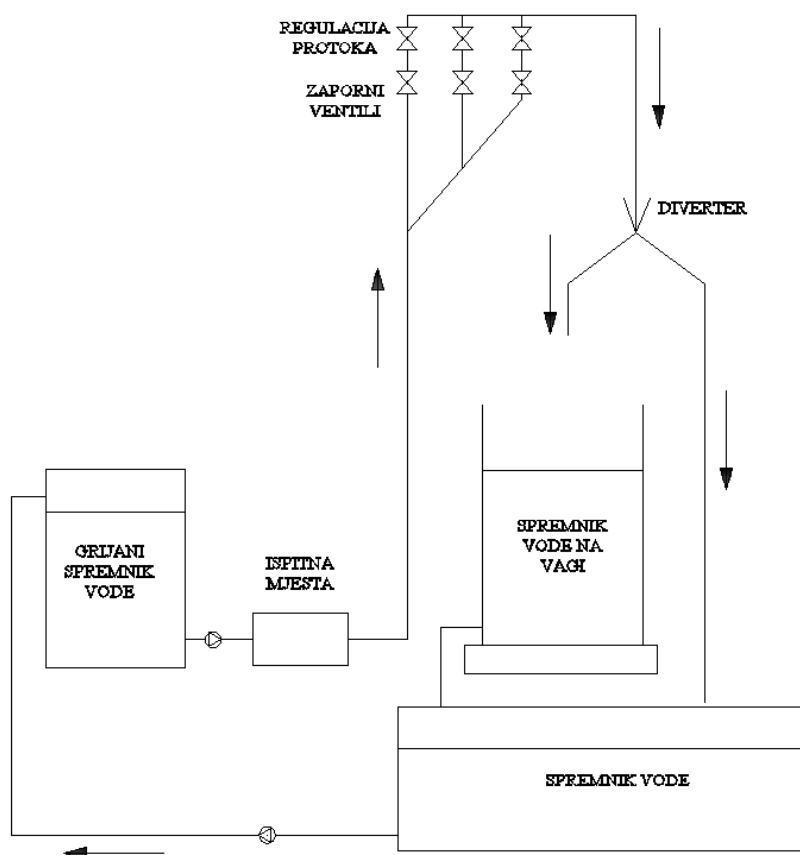 REGULACIJA
PROTOKA
ZAPORNI
VENTILI
DIVERTER
GRIJANI
SPREMNIK
VODE
ISPITNA
MJESTA
SPREMNIK
VODE NA
VAGI
SPREMNIK VODE